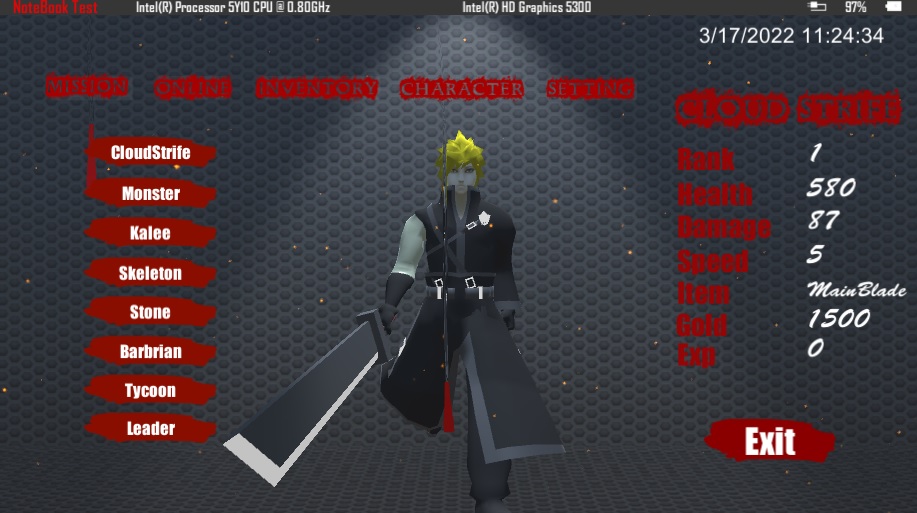 NoteBook Test Intel(R) Processor 5Y10 CPU @ 0.80GHz Intel(R) HD Graphics 5300 97%
3/17/2022 11:24:34
MISSION ONLINE INVENTORY CHARACTER SETTING
CLOUD STRIFE
CloudStrife
Monster
Kalee
Skeleton
Stone
Barbrian
Tycoon
Leader
Rank 1
Health 580
Damage 87
Speed 5
Item MainBlade
Gold 1500
Exp 0
Exit